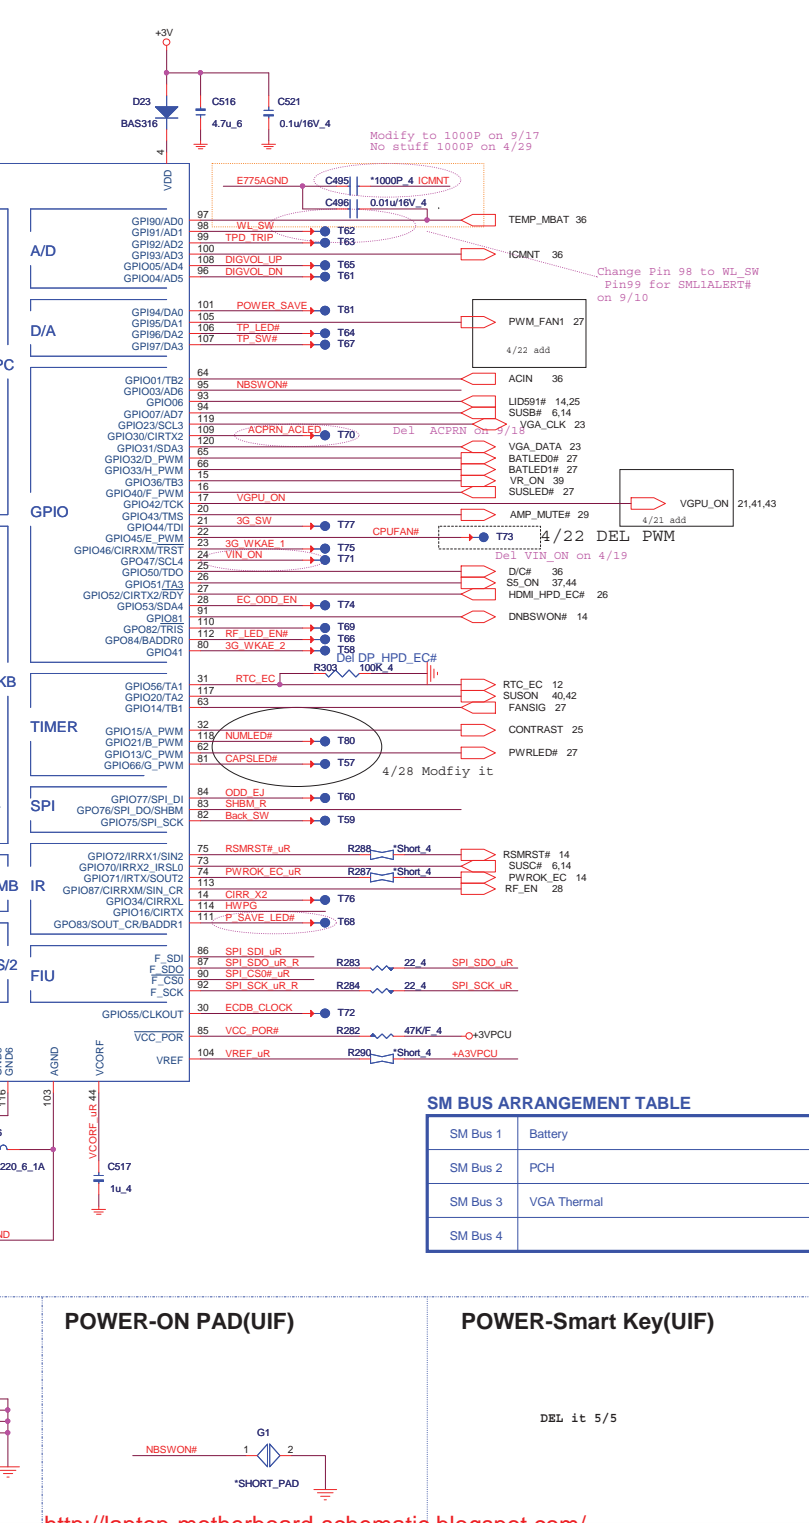 +3V
D23
BAS316
C516
4.7u_6
C521
0.1u/16V_4
Modify to 1000P on 9/17
No stuff 1000P on 4/29
4
VDD
E775AGND C495 *1000P_4 ICMNT
C496 0.01u/16V_4
A/D
GPI90/AD0 97 TEMP_MBAT 36
GPI91/AD1 98 WL_SW T62
GPI92/AD2 99 TPD_TRIP T63
GPI93/AD3 100 ICMNT 36
GPIO05/AD4 108 DIGVOL_UP T65
GPIO04/AD5 96 DIGVOL_DN T61
Change Pin 98 to WL_SW
Pin99 for SML1ALERT#
on 9/10
D/A
GPI94/DA0 101 POWER_SAVE T81
GPI95/DA1 105 PWM_FAN1 27
GPI96/DA2 106 TP_LED# T64
GPI97/DA3 107 TP_SW# T67
4/22 add
PC
GPIO
GPIO01/TB2 64 ACIN 36
GPIO03/AD6 95 NBSWON#
GPIO06 93 LID591# 14,25
GPIO07/AD7 94 SUSB# 6,14
GPIO23/SCL3 119 VGA_CLK 23
GPIO30/CIRTX2 109 ACPRN_ACLED T70 Del ACPRN on 9/18
GPIO31/SDA3 120 VGA_DATA 23
GPIO32/D_PWM 65 BATLED0# 27
GPIO33/H_PWM 66 BATLED1# 27
GPIO36/TB3 15 VR_ON 39
GPIO40/F_PWM 16 SUSLED# 27
GPIO42/TCK 17 VGPU_ON VGPU_ON 21,41,43
4/21 add
GPIO43/TMS 20 AMP_MUTE# 29
GPIO44/TDI 21 3G_SW T77
GPIO45/E_PWM 22 CPUFAN# T73 4/22 DEL PWM
GPIO46/CIRRXM/TRST 23 3G_WKAE_1 T75
GPO47/SCL4 24 VIN_ON T71 Del VIN_ON on 4/19
GPIO50/TDO 25 D/C# 36
GPIO51/TA3 26 S5_ON 37,44
GPIO52/CIRTX2/RDY 27 HDMI_HPD_EC# 26
GPIO53/SDA4 28 EC_ODD_EN T74
GPIO81 91 DNBSWON# 14
GPO82/TRIS 110 T69
GPO84/BADDR0 112 RF_LED_EN# T66
GPIO41 80 3G_WKAE_2 T58
Del DP_HPD_EC#
R303 100K_4
KB
TIMER
GPIO56/TA1 31 RTC_EC RTC_EC 12
GPIO20/TA2 117 SUSON 40,42
GPIO14/TB1 63 FANSIG 27
GPIO15/A_PWM 32 CONTRAST 25
GPIO21/B_PWM 118 NUMLED# T80
GPIO13/C_PWM 62 PWRLED# 27
GPIO66/G_PWM 81 CAPSLED# T57
4/28 Modfiy it
SPI
GPIO77/SPI_DI 84 ODD_EJ T60
GPO76/SPI_DO/SHBM 83 SHBM_R
GPIO75/SPI_SCK 82 Back_SW T59
MB
IR
GPIO72/IRRX1/SIN2 75 RSMRST#_uR R288 *Short_4 RSMRST# 14
GPIO70/IRRX2_IRSL0 73 SUSC# 6,14
GPIO71/IRTX/SOUT2 74 PWROK_EC_uR R287 *Short_4 PWROK_EC 14
GPIO87/CIRRXM/SIN_CR 113 RF_EN 28
GPIO34/CIRRXL 14 CIRR_X2 T76
GPIO16/CIRTX 114 HWPG
GPO83/SOUT_CR/BADDR1 111 P_SAVE_LED# T68
S/2
FIU
F_SDI 86 SPI_SDI_uR
F_SDO 87 SPI_SDO_uR_R R283 22_4 SPI_SDO_uR
F_CS0 90 SPI_CS0#_uR
F_SCK 92 SPI_SCK_uR_R R284 22_4 SPI_SCK_uR
GPIO55/CLKOUT 30 ECDB_CLOCK T72
VCC_POR 85 VCC_POR# R282 47K/F_4 +3VPCU
VREF 104 VREF_uR R290 *Short_4 +A3VPCU
GND6
AGND
VCORF
116
103
44
VCORF_uR
220_6_1A
C517
1u_4
ND
SM BUS ARRANGEMENT TABLE
SM Bus 1 Battery
SM Bus 2 PCH
SM Bus 3 VGA Thermal
SM Bus 4
POWER-ON PAD(UIF)
POWER-Smart Key(UIF)
DEL it 5/5
NBSWON# 1 G1 2
*SHORT_PAD
http://laptop-motherboard-schematic.blogspot.com/